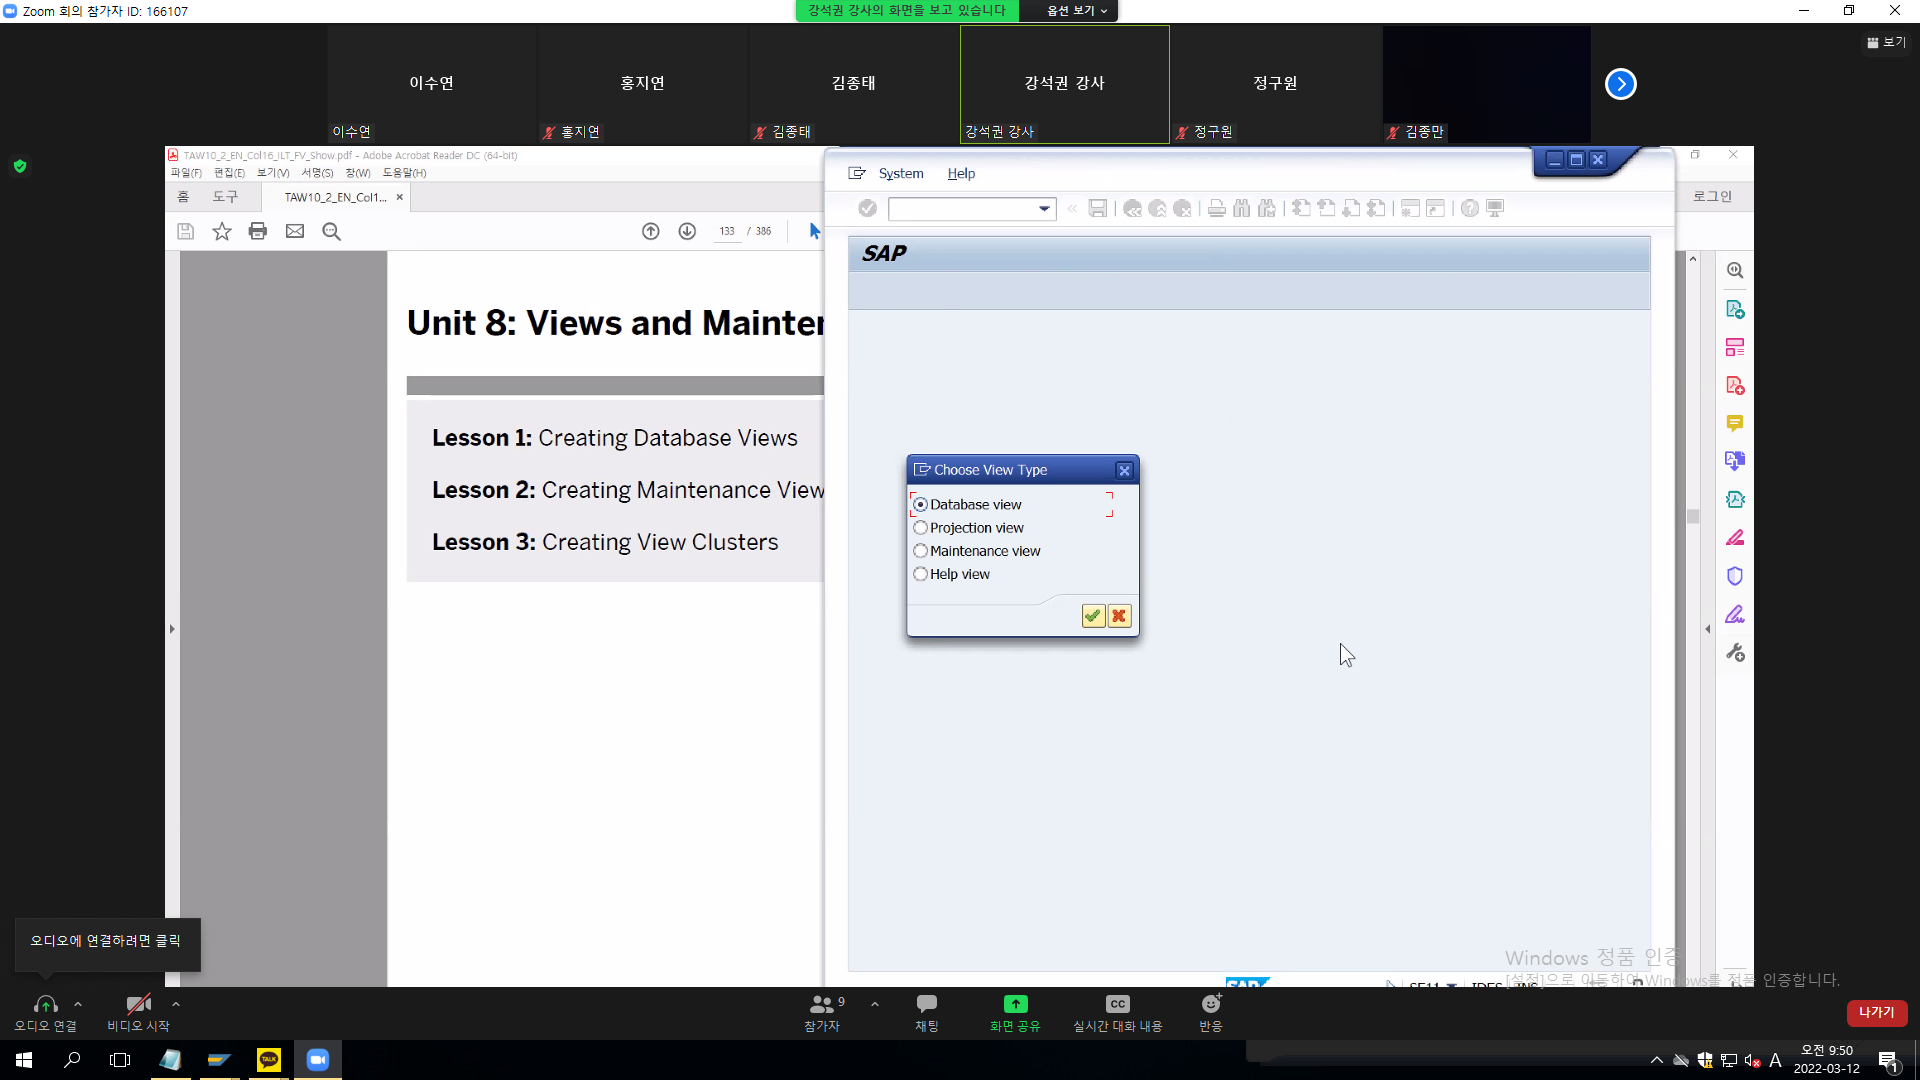 Zoom 회의 참가자 ID: 166107
강석권 강사의 화면을 보고 있습니다
옵션 보기
보기
이수연
홍지연
김종태
강석권 강사
정구원
이수연
홍지연
김종태
강석권 강사
정구원
김종만
TAW10_2_EN_Col16_ILT_FV_Show.pdf - Adobe Acrobat Reader DC (64-bit)
파일(F) 편집(E) 보기(V) 서명(S) 창(W) 도움말(H)
홈
도구
TAW10_2_EN_Col1...
로그인
133 / 386
System
Help
SAP
Unit 8: Views and Mainten
Lesson 1: Creating Database Views
Lesson 2: Creating Maintenance View
Lesson 3: Creating View Clusters
Choose View Type
Database view
Projection view
Maintenance view
Help view
Windows 정품 인증
[설정]으로 이동하여 Windows를 정품 인증합니다.
SAP
SE11
IDES
INS
오디오에 연결하려면 클릭
오디오 연결
비디오 시작
9
참가자
채팅
화면 공유
CC
실시간 대화 내용
반응
나가기
TALK
A
오전 9:50
2022-03-12
1